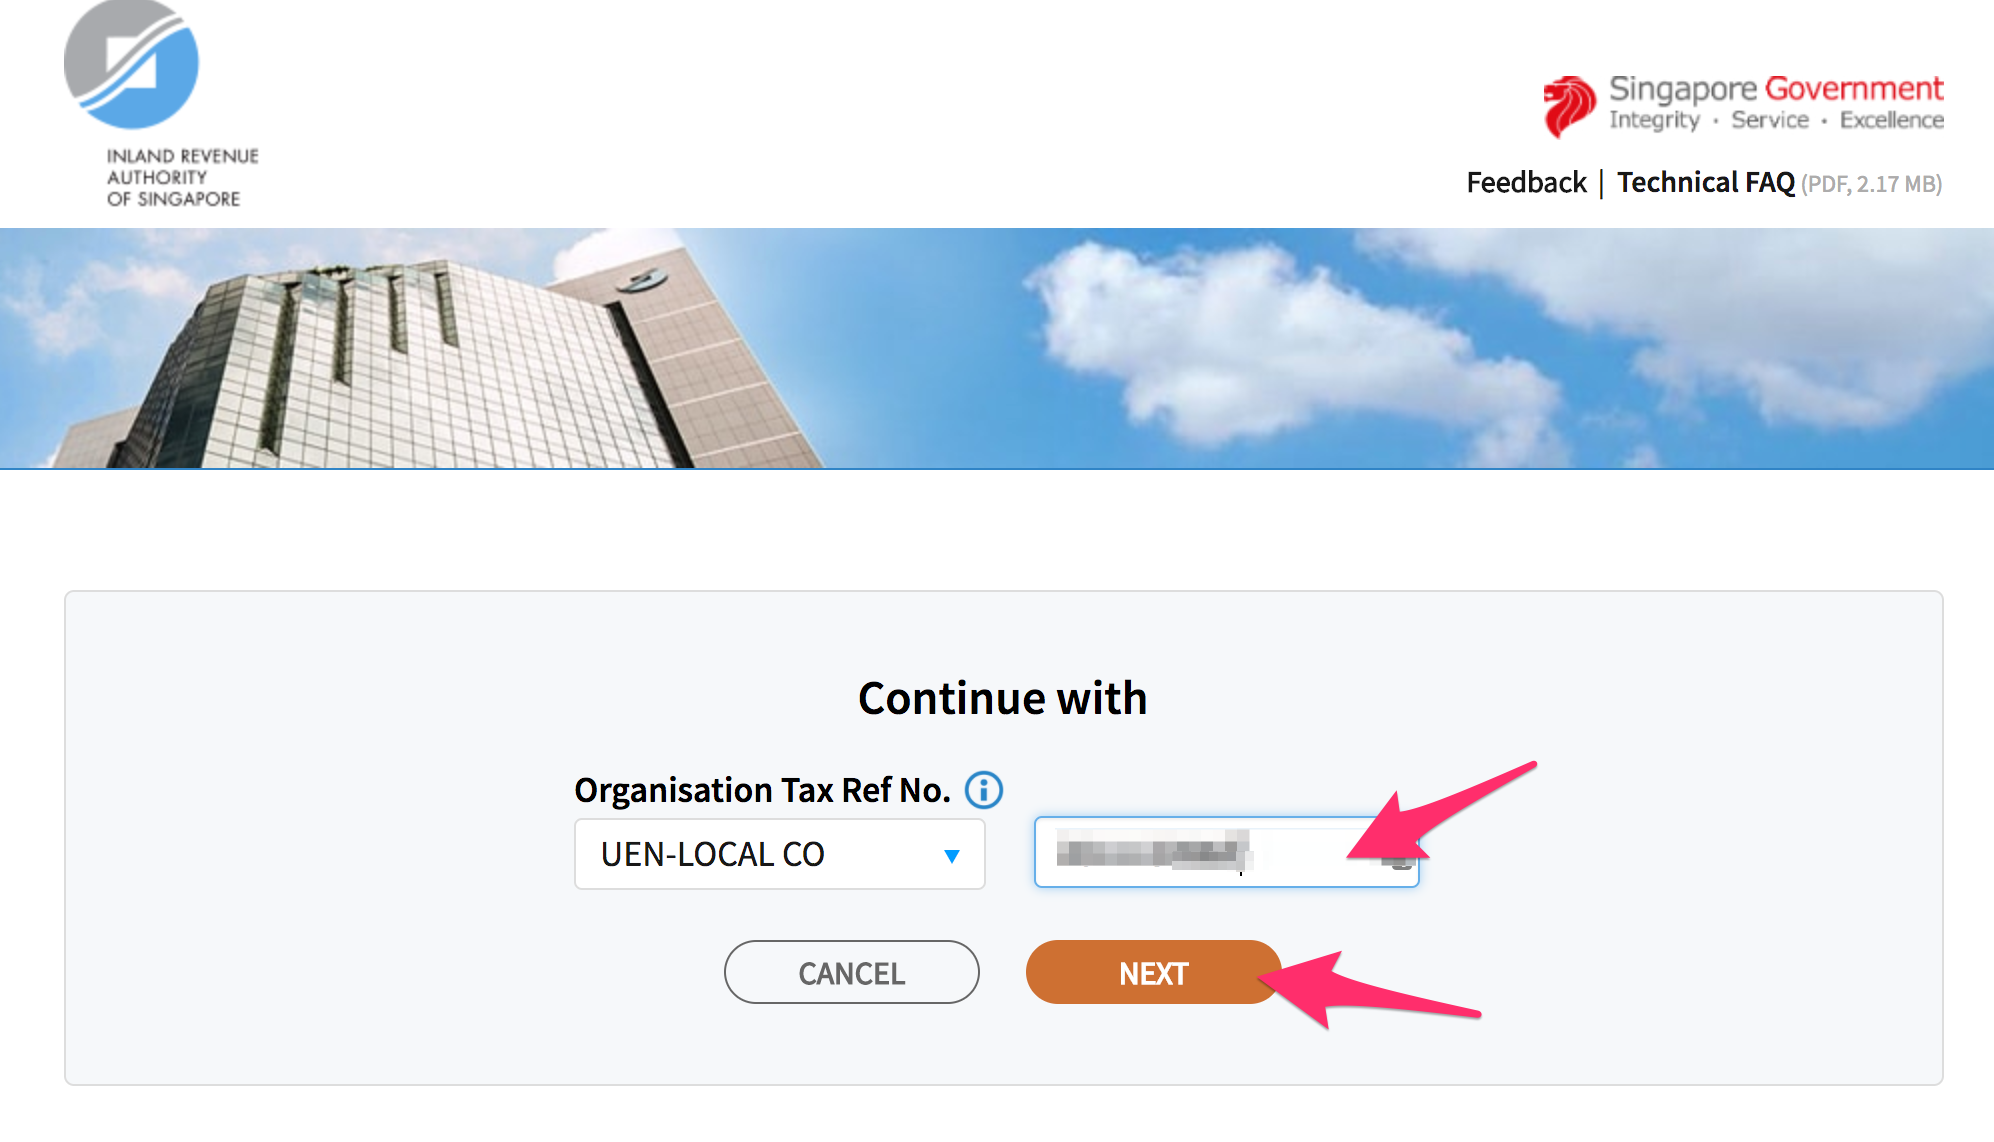 INLAND REVENUE
AUTHORITY
OF SINGAPORE
Singapore Government
Integrity · Service · Excellence
Feedback | Technical FAQ (PDF, 2.17 MB)
Continue with
Organisation Tax Ref No.
UEN-LOCAL CO
CANCEL
NEXT